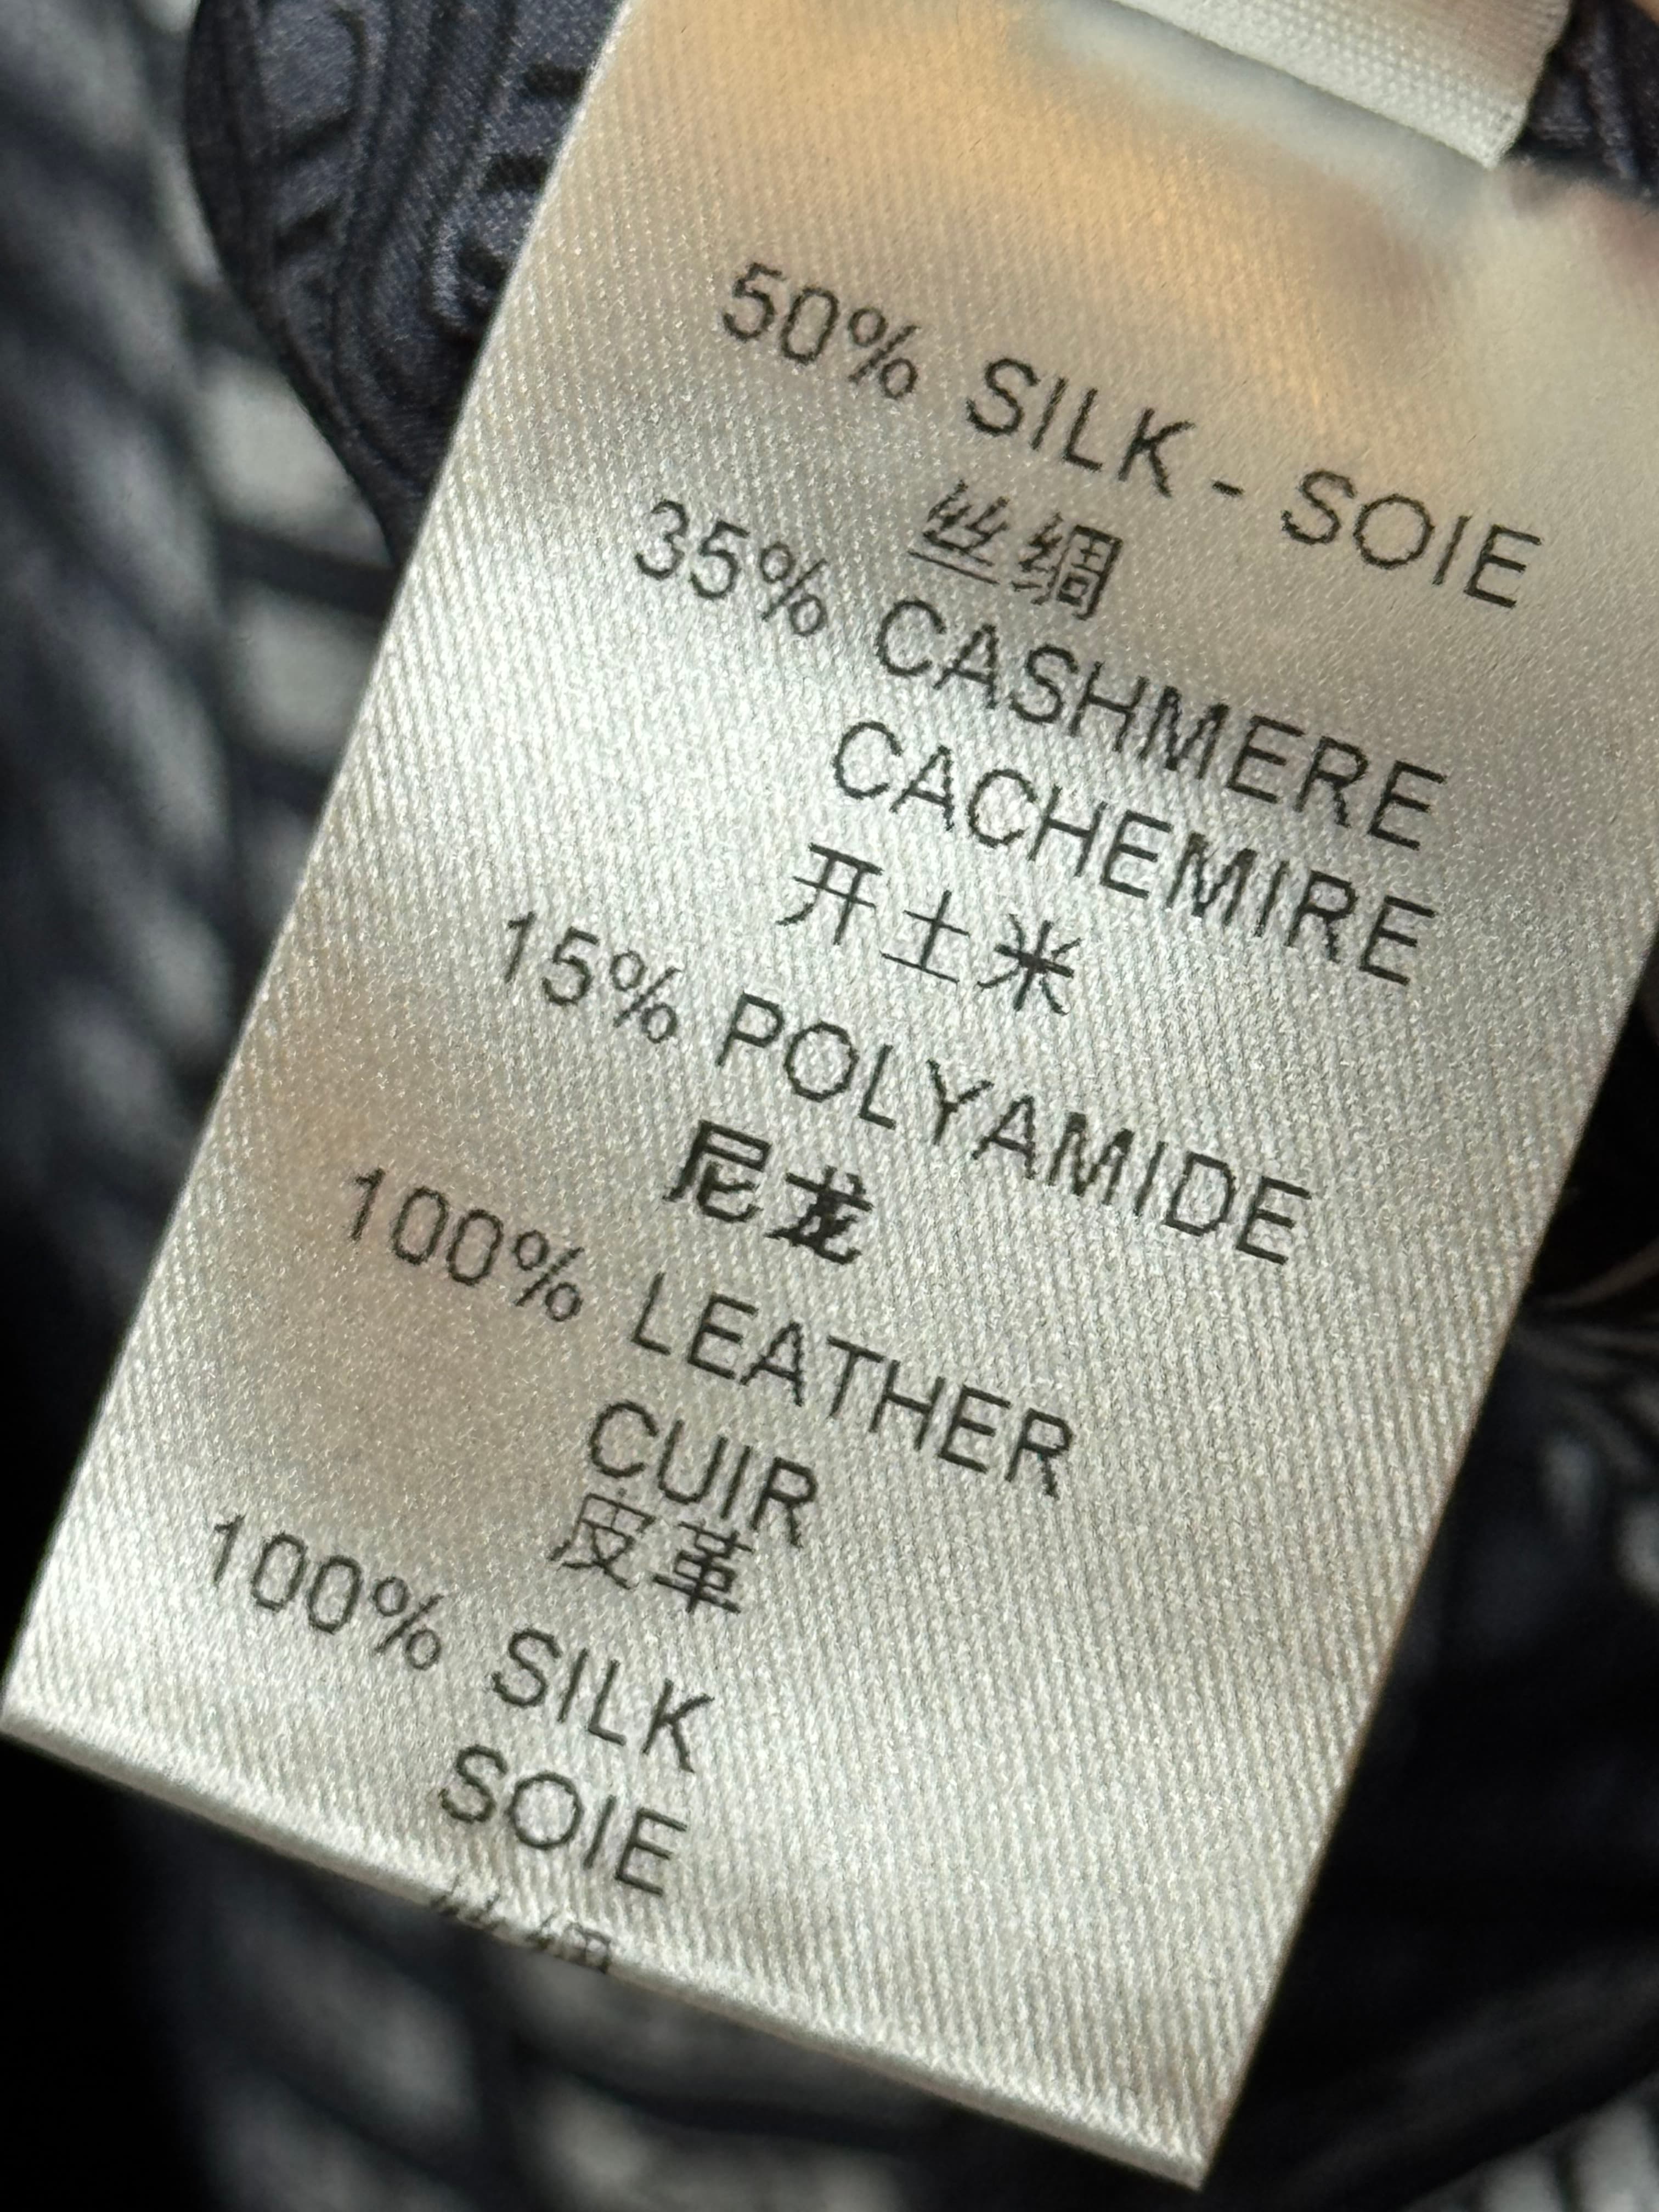 50% SILK - SOIE
丝绸
35% CASHMERE
CACHEMIRE
开土米
15% POLYAMIDE
尼龙
100% LEATHER
CUIR
皮革
100% SILK
SOIE